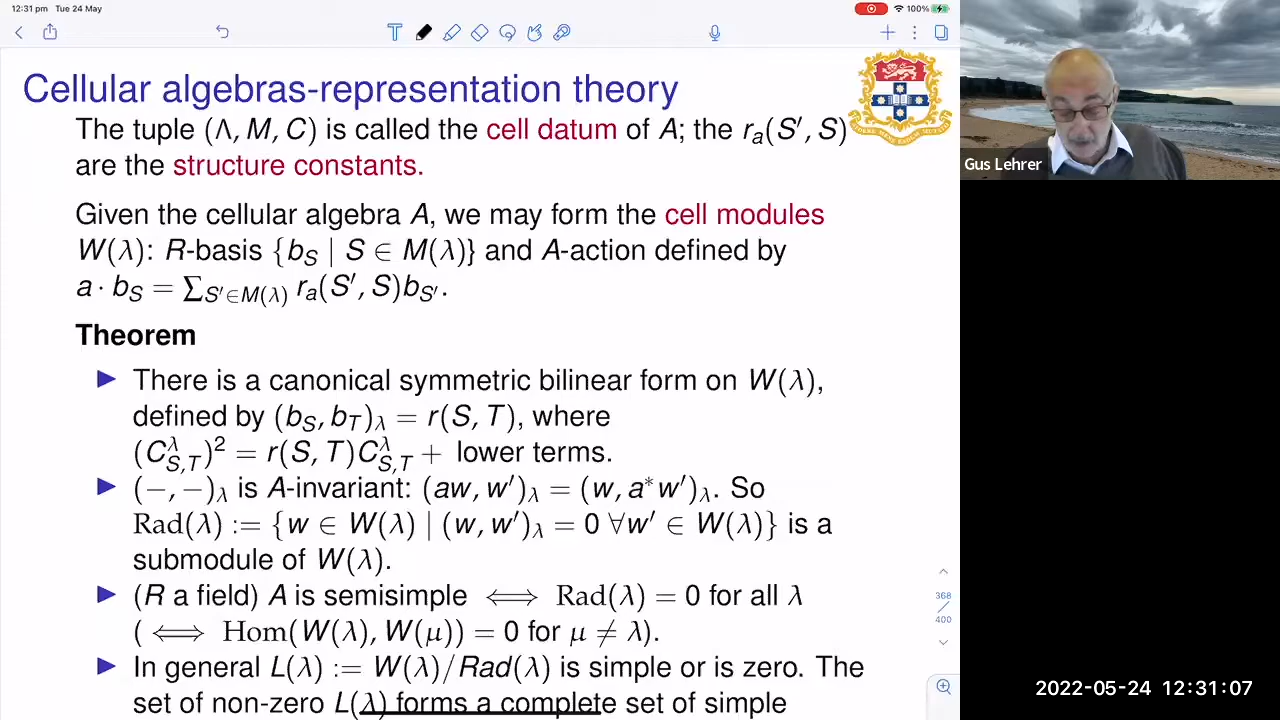 12:31 pm Tue 24 May
100%
Cellular algebras-representation theory
The tuple (Λ, M, C) is called the cell datum of A; the rₐ(S′, S)
are the structure constants.
Given the cellular algebra A, we may form the cell modules
W(λ): R-basis {b_S | S ∈ M(λ)} and A-action defined by
a · b_S = ∑_{S′∈M(λ)} rₐ(S′, S)b_{S′}.
Theorem
▶ There is a canonical symmetric bilinear form on W(λ),
defined by (b_S, b_T)_λ = r(S, T), where
(C^λ_{S,T})² = r(S, T)C^λ_{S,T} + lower terms.
▶ (−, −)_λ is A-invariant: (aw, w′)_λ = (w, a*w′)_λ. So
Rad(λ) := {w ∈ W(λ) | (w, w′)_λ = 0 ∀w′ ∈ W(λ)} is a
submodule of W(λ).
▶ (R a field) A is semisimple ⟺ Rad(λ) = 0 for all λ
( ⟺ Hom(W(λ), W(μ)) = 0 for μ ≠ λ).
▶ In general L(λ) := W(λ)/Rad(λ) is simple or is zero. The
set of non-zero L(λ) forms a complete set of simple
368
/
400
Gus Lehrer
2022-05-24 12:31:07